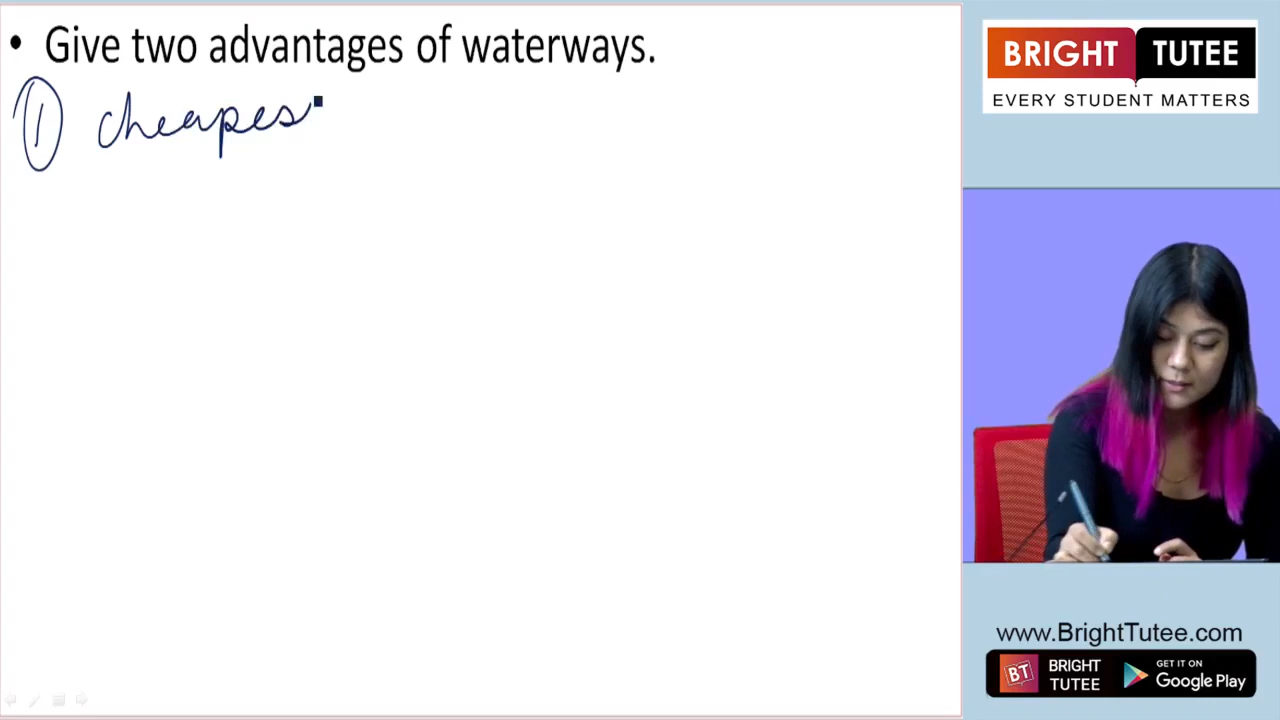 • Give two advantages of waterways.
① cheapes
BRIGHT TUTEE
EVERY STUDENT MATTERS
www.BrightTutee.com
BT BRIGHT TUTEE
GET IT ON
Google Play